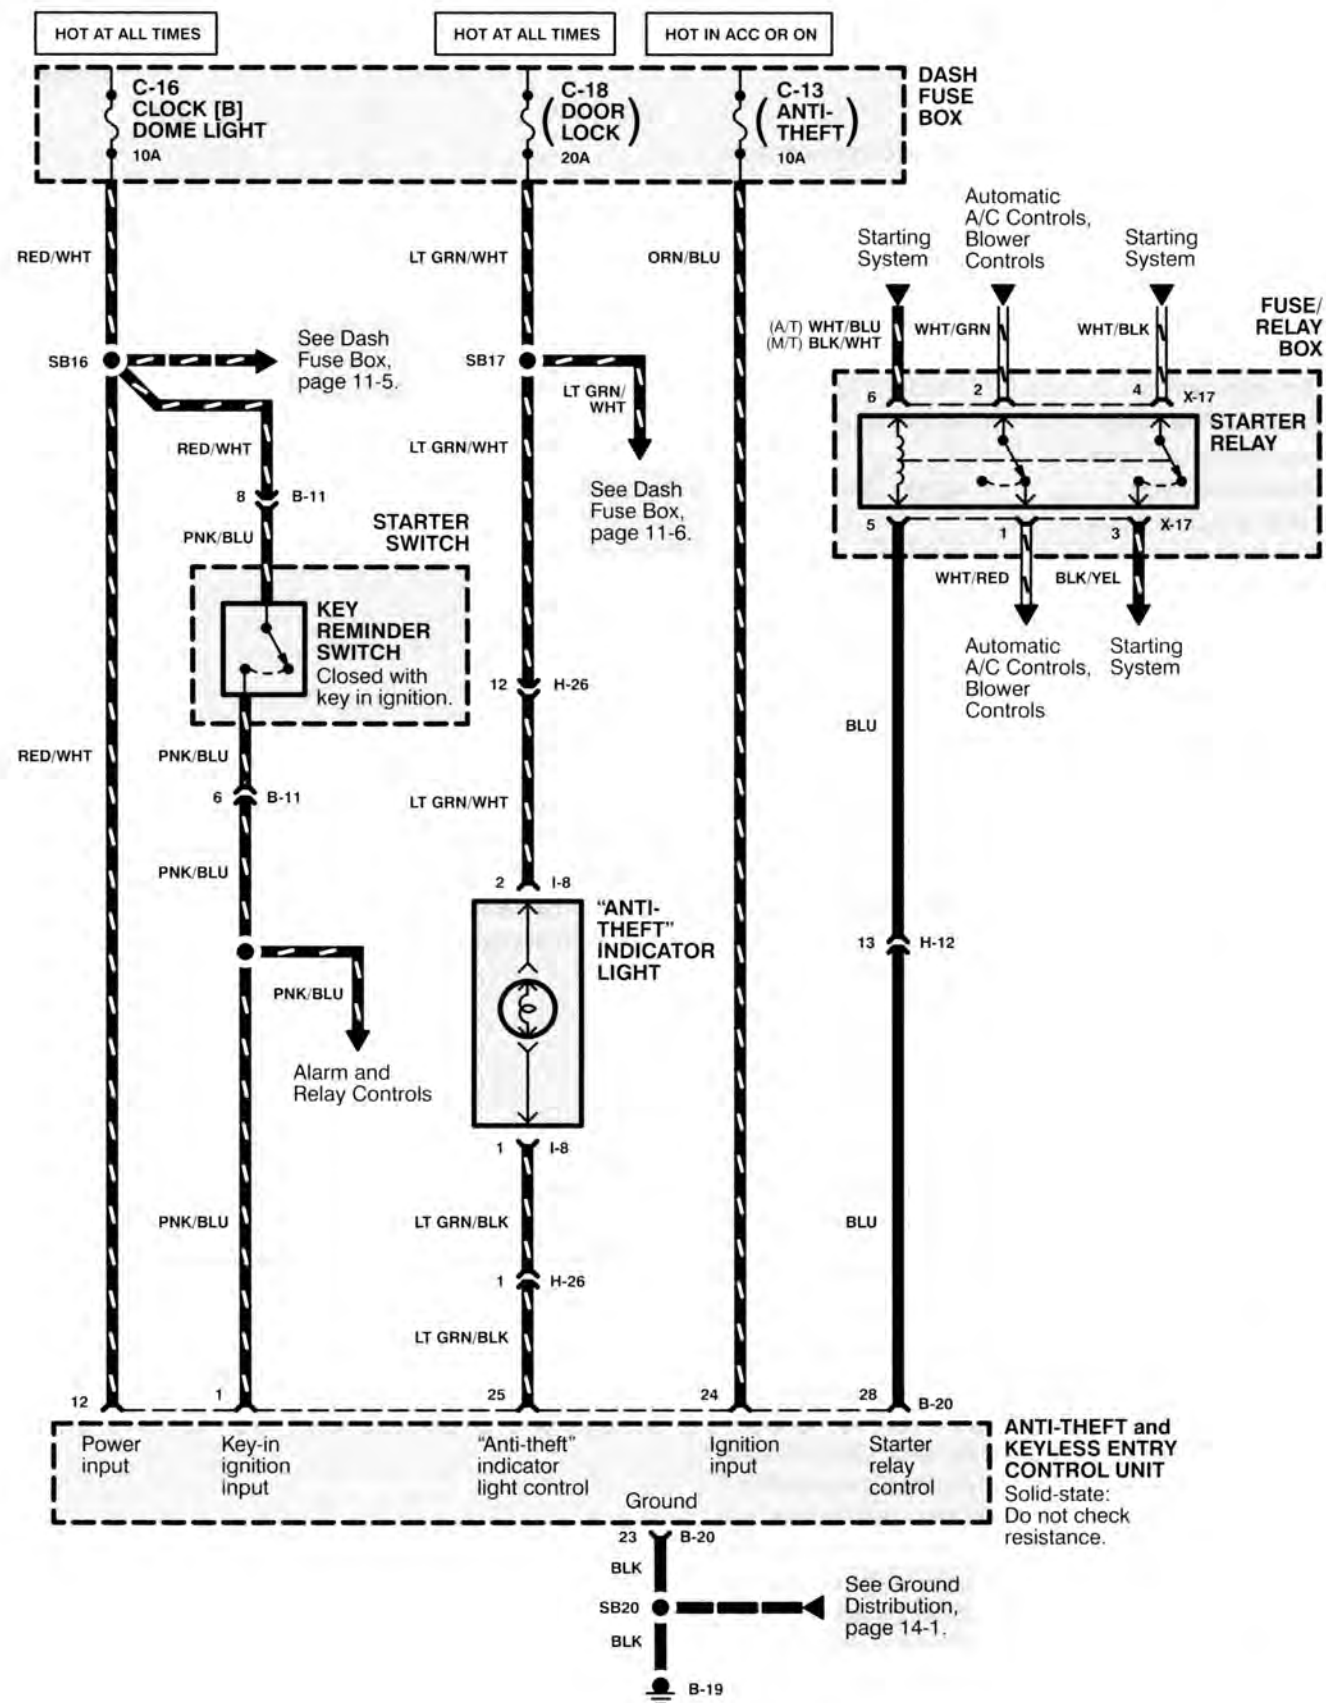 HOT AT ALL TIMES
HOT AT ALL TIMES
HOT IN ACC OR ON
C-16
CLOCK [B]
DOME LIGHT
10A
C-18
(DOOR
LOCK)
20A
C-13
(ANTI-
THEFT)
10A
DASH
FUSE
BOX
RED/WHT
LT GRN/WHT
ORN/BLU
Starting
System
Automatic
A/C Controls,
Blower
Controls
Starting
System
(A/T) WHT/BLU
(M/T) BLK/WHT
WHT/GRN
WHT/BLK
FUSE/
RELAY
BOX
SB16
See Dash
Fuse Box,
page 11-5.
SB17
LT GRN/
WHT
6
2
4
X-17
STARTER
RELAY
RED/WHT
LT GRN/WHT
8
B-11
See Dash
Fuse Box,
page 11-6.
PNK/BLU
STARTER
SWITCH
5
1
3
X-17
WHT/RED
BLK/YEL
KEY
REMINDER
SWITCH
Closed with
key in ignition.
Automatic
A/C Controls,
Blower
Controls
Starting
System
12
H-26
BLU
RED/WHT
PNK/BLU
6
B-11
LT GRN/WHT
PNK/BLU
2
I-8
"ANTI-
THEFT"
INDICATOR
LIGHT
13
H-12
PNK/BLU
Alarm and
Relay Controls
1
I-8
PNK/BLU
LT GRN/BLK
BLU
1
H-26
LT GRN/BLK
12
1
25
24
28
B-20
Power
input
Key-in
ignition
input
"Anti-theft"
indicator
light control
Ignition
input
Starter
relay
control
Ground
ANTI-THEFT and
KEYLESS ENTRY
CONTROL UNIT
Solid-state:
Do not check
resistance.
23
B-20
BLK
SB20
See Ground
Distribution,
page 14-1.
BLK
B-19